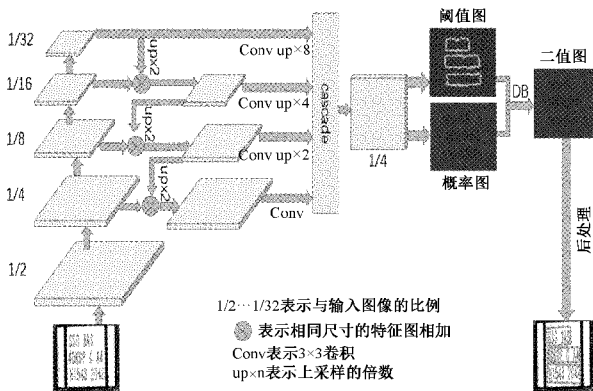 1/32
Conv up×8
up×2
阈值图
1/16
Conv up×4
二值图
cascade
DB
up×2
1/8
Conv up×2
1/4
up×2
概率图
1/4
Conv
后处理
1/2
1/2…1/32表示与输入图像的比例
表示相同尺寸的特征图相加
Conv表示3×3卷积
up×n表示上采样的倍数